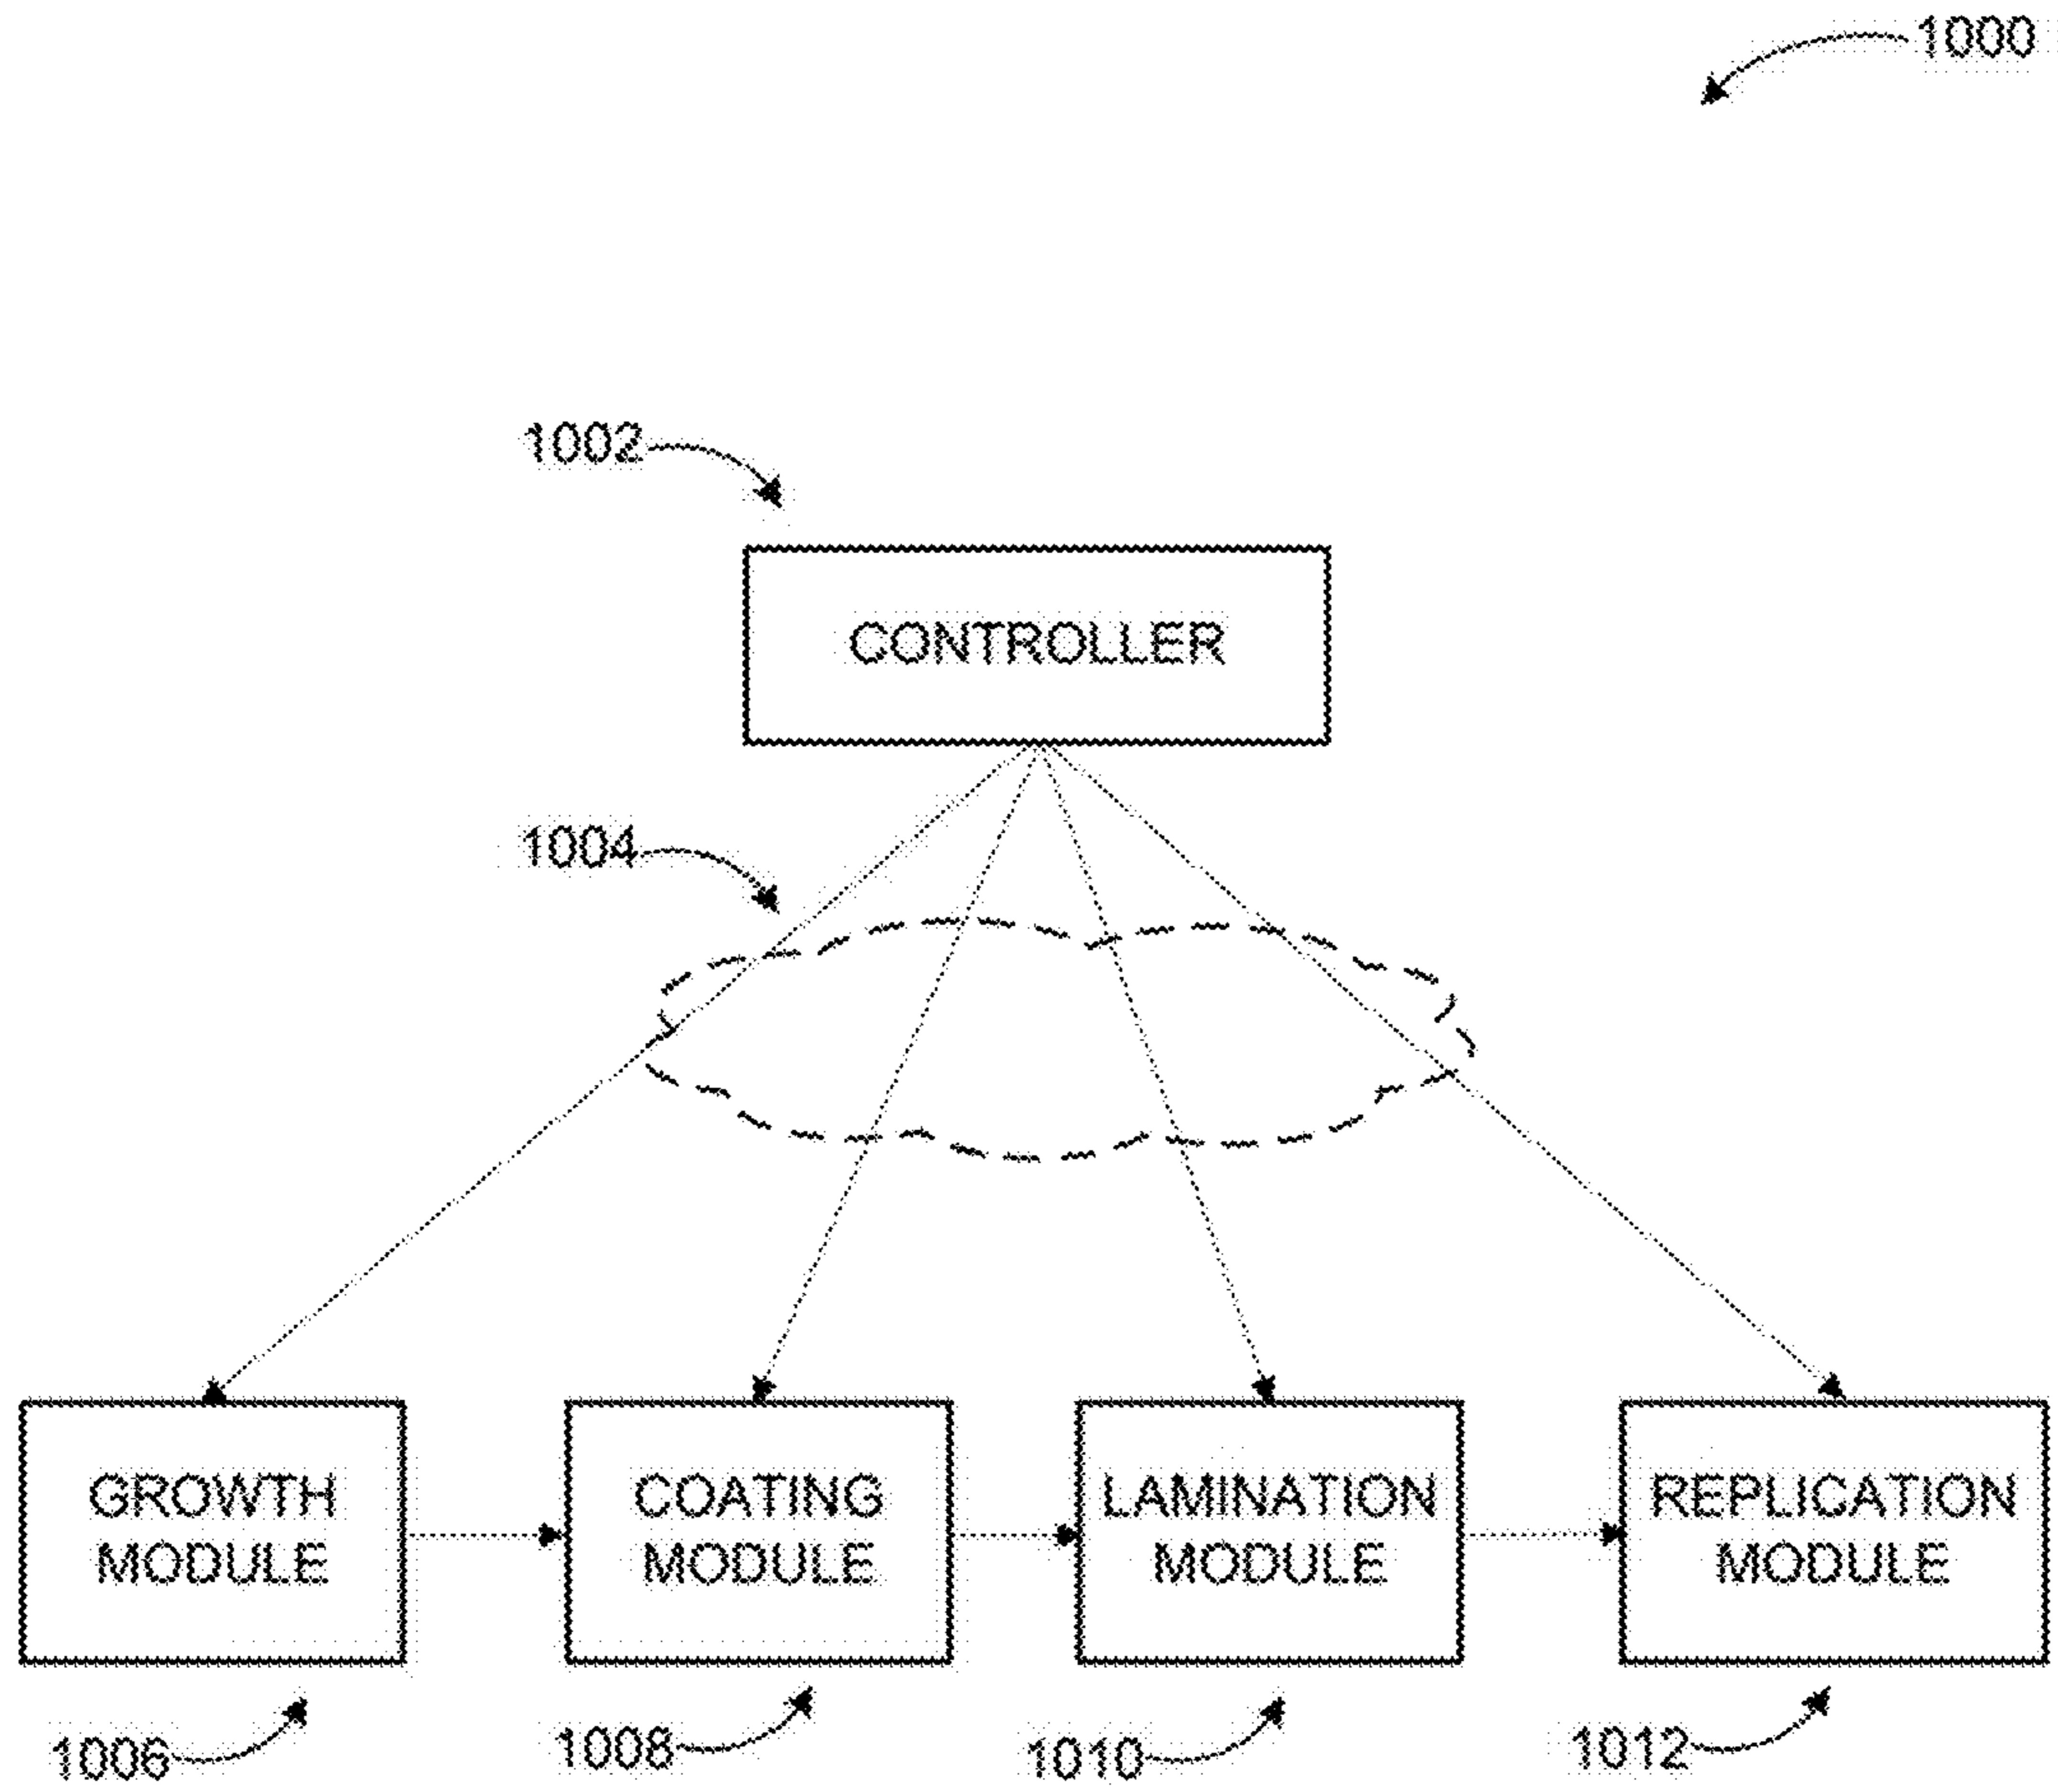 1000
1002
CONTROLLER
1004
GROWTH
MODULE
COATING
MODULE
LAMINATION
MODULE
REPLICATION
MODULE
1006
1008
1010
1012